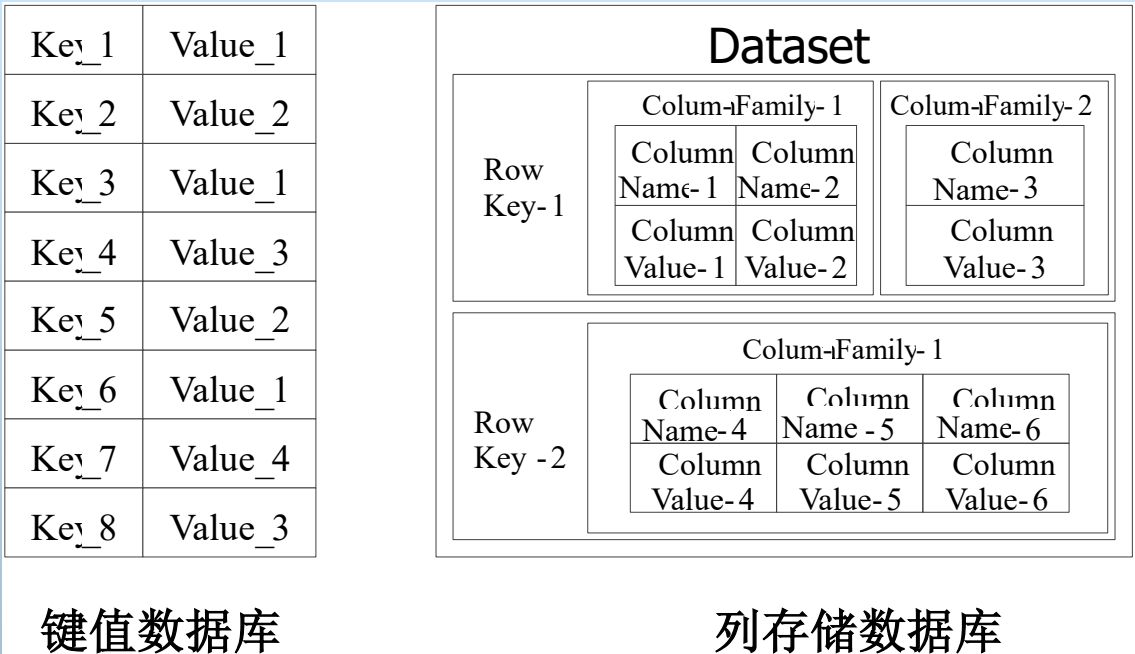 Key_1 Value_1
Key_2 Value_2
Key_3 Value_1
Key_4 Value_3
Key_5 Value_2
Key_6 Value_1
Key_7 Value_4
Key_8 Value_3
键值数据库
Dataset
Row
Key-1
Colum-Family-1
Column Column
Name-1 Name-2
Column Column
Value-1 Value-2
Colum-Family-2
Column
Name-3
Column
Value-3
Row
Key -2
Colum-Family-1
Column Column Column
Name-4 Name -5 Name-6
Column Column Column
Value-4 Value-5 Value-6
列存储数据库